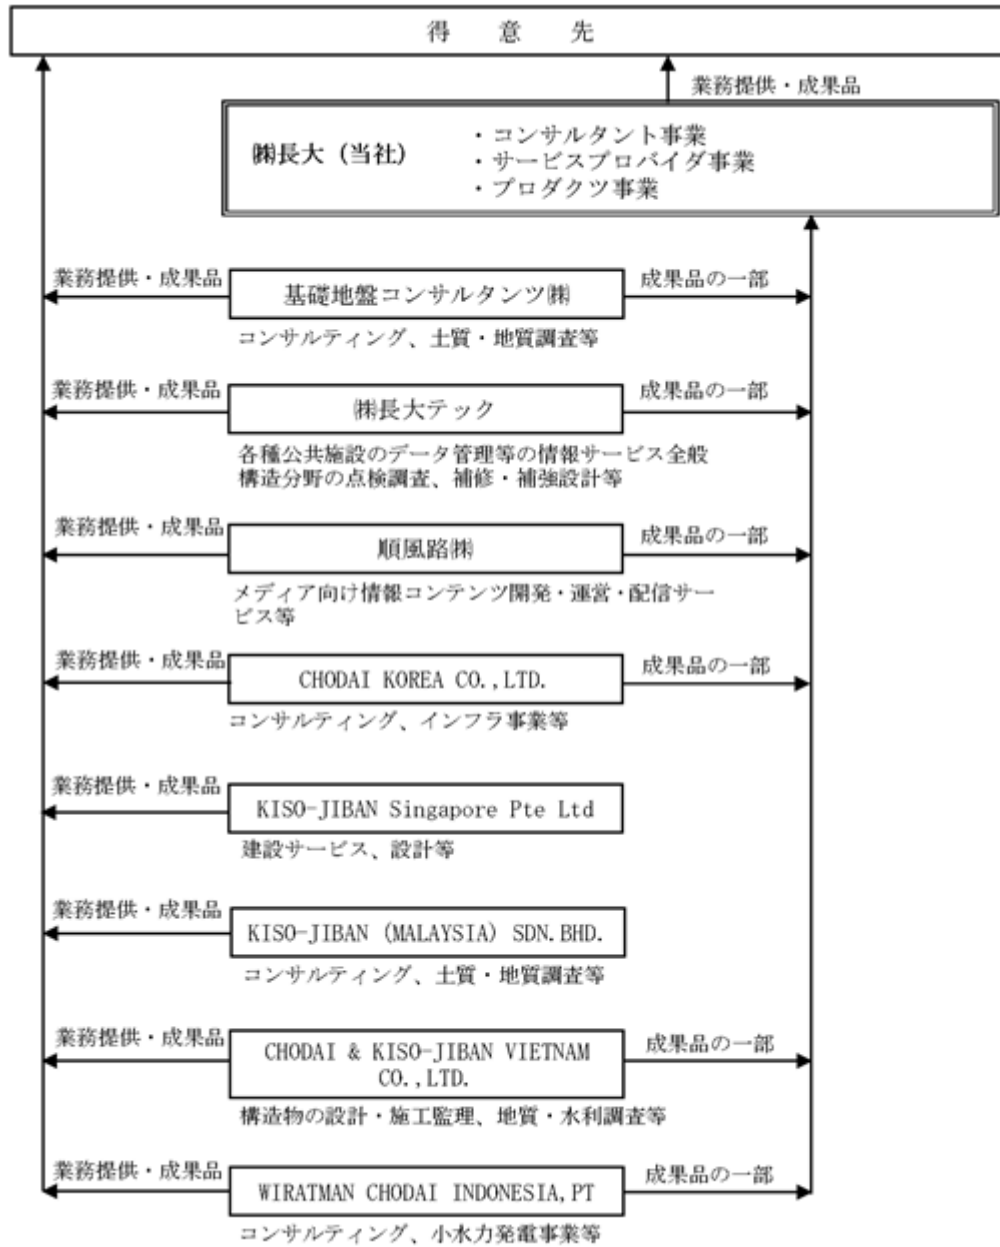 得意先
業務提供・成果品
㈱長大（当社）
・コンサルタント事業
・サービスプロバイダ事業
・プロダクツ事業
業務提供・成果品
基礎地盤コンサルタンツ㈱
成果品の一部
コンサルティング、土質・地質調査等
業務提供・成果品
㈱長大テック
成果品の一部
各種公共施設のデータ管理等の情報サービス全般
構造分野の点検調査、補修・補強設計等
業務提供・成果品
順風路㈱
成果品の一部
メディア向け情報コンテンツ開発・運営・配信サー
ビス等
業務提供・成果品
CHODAI KOREA CO.,LTD.
成果品の一部
コンサルティング、インフラ事業等
業務提供・成果品
KISO-JIBAN Singapore Pte Ltd
建設サービス、設計等
業務提供・成果品
KISO-JIBAN (MALAYSIA) SDN.BHD.
コンサルティング、土質・地質調査等
業務提供・成果品
CHODAI & KISO-JIBAN VIETNAM
CO.,LTD.
成果品の一部
構造物の設計・施工監理、地質・水利調査等
業務提供・成果品
WIRATMAN CHODAI INDONESIA,PT
成果品の一部
コンサルティング、小水力発電事業等